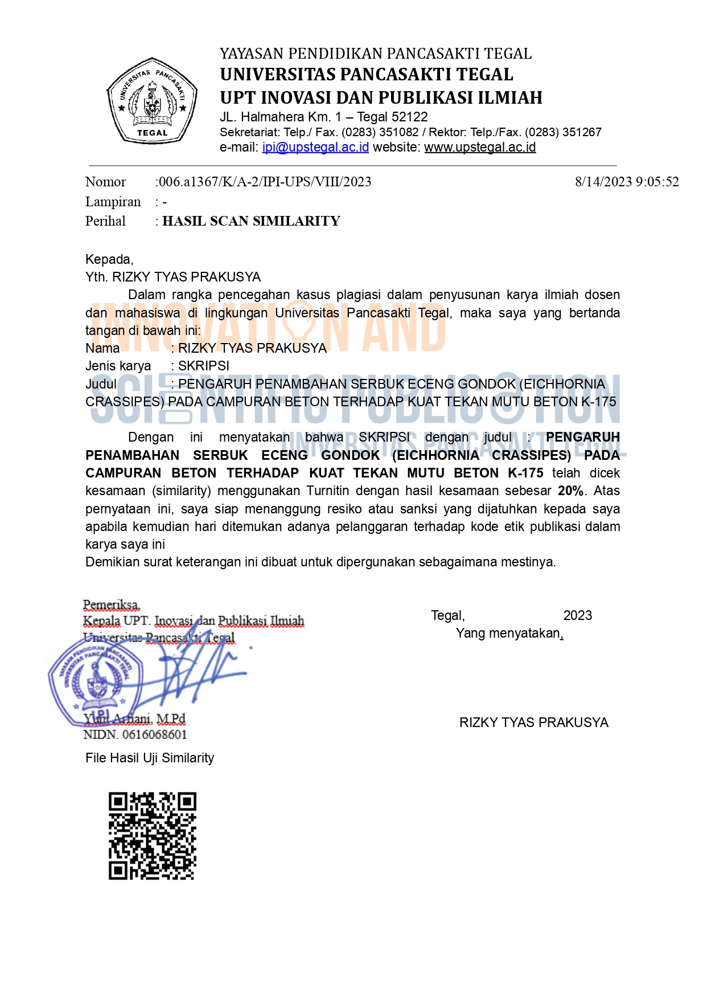 UNIVERSITAS PANCASAKTI
TEGAL
YAYASAN PENDIDIKAN PANCASAKTI TEGAL
UNIVERSITAS PANCASAKTI TEGAL
UPT INOVASI DAN PUBLIKASI ILMIAH
JL. Halmahera Km. 1 – Tegal 52122
Sekretariat: Telp./ Fax. (0283) 351082 / Rektor: Telp./Fax. (0283) 351267
e-mail: ipi@upstegal.ac.id website: www.upstegal.ac.id
Nomor :006.a1367/K/A-2/IPI-UPS/VIII/2023 8/14/2023 9:05:52
Lampiran : -
Perihal : HASIL SCAN SIMILARITY
Kepada,
Yth. RIZKY TYAS PRAKUSYA
Dalam rangka pencegahan kasus plagiasi dalam penyusunan karya ilmiah dosen
dan mahasiswa di lingkungan Universitas Pancasakti Tegal, maka saya yang bertanda
tangan di bawah ini:
INNOVATION AND
Nama : RIZKY TYAS PRAKUSYA
Jenis karya : SKRIPSI
Judul : PENGARUH PENAMBAHAN SERBUK ECENG GONDOK (EICHHORNIA
CRASSIPES) PADA CAMPURAN BETON TERHADAP KUAT TEKAN MUTU BETON K-175
SCIENTIFIC PUBLICATION
UNIVERSITAS PANCASAKTI TEGAL
Dengan ini menyatakan bahwa SKRIPSI dengan judul : PENGARUH
PENAMBAHAN SERBUK ECENG GONDOK (EICHHORNIA CRASSIPES) PADA
CAMPURAN BETON TERHADAP KUAT TEKAN MUTU BETON K-175 telah dicek
kesamaan (similarity) menggunakan Turnitin dengan hasil kesamaan sebesar 20%. Atas
pernyataan ini, saya siap menanggung resiko atau sanksi yang dijatuhkan kepada saya
apabila kemudian hari ditemukan adanya pelanggaran terhadap kode etik publikasi dalam
karya saya ini
Demikian surat keterangan ini dibuat untuk dipergunakan sebagaimana mestinya.
Pemeriksa,
Kepala UPT. Inovasi dan Publikasi Ilmiah
Universitas Pancasakti Tegal
YAYASAN PENDIDIKAN PANCASAKTI
UNIVERSITAS PANCASAKTI TEGAL
IPI
Yuni Arfiani, M.Pd
NIDN. 0616068601
Tegal, 2023
Yang menyatakan,
RIZKY TYAS PRAKUSYA
File Hasil Uji Similarity